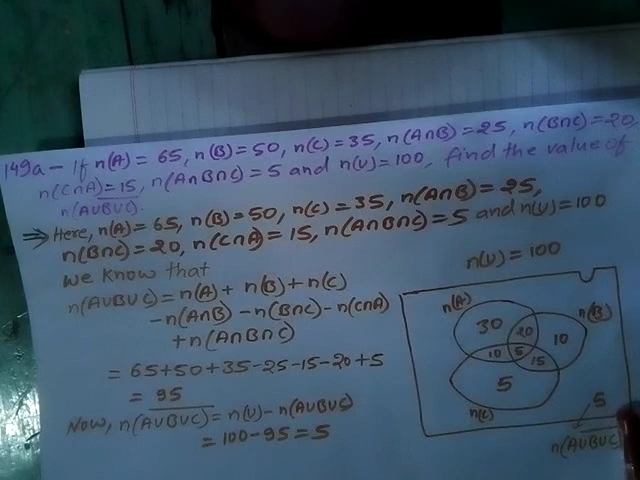 149a - If n(A) = 65, n(B) = 50, n(C) = 35, n(A∩B) = 25, n(B∩C) = 20,
n(C∩A) = 15, n(A∩B∩C) = 5 and n(U) = 100, find the value of
n(A̅U̅B̅U̅C̅).
⇒ Here, n(A) = 65, n(B) = 50, n(C) = 35, n(A∩B) = 25,
n(B∩C) = 20, n(C∩A) = 15, n(A∩B∩C) = 5 and n(U) = 100
We know that
n(AUBUC) = n(A) + n(B) + n(C)
- n(A∩B) - n(B∩C) - n(C∩A)
+ n(A∩B∩C)
= 65+50+35-25-15-20+5
= 95
Now, n(A̅U̅B̅U̅C̅) = n(U) - n(AUBUC)
= 100-95 = 5
n(U) = 100
n(A)
n(B)
30
20
10
10
5
15
5
n(C)
5
n(A̅U̅B̅U̅C̅)